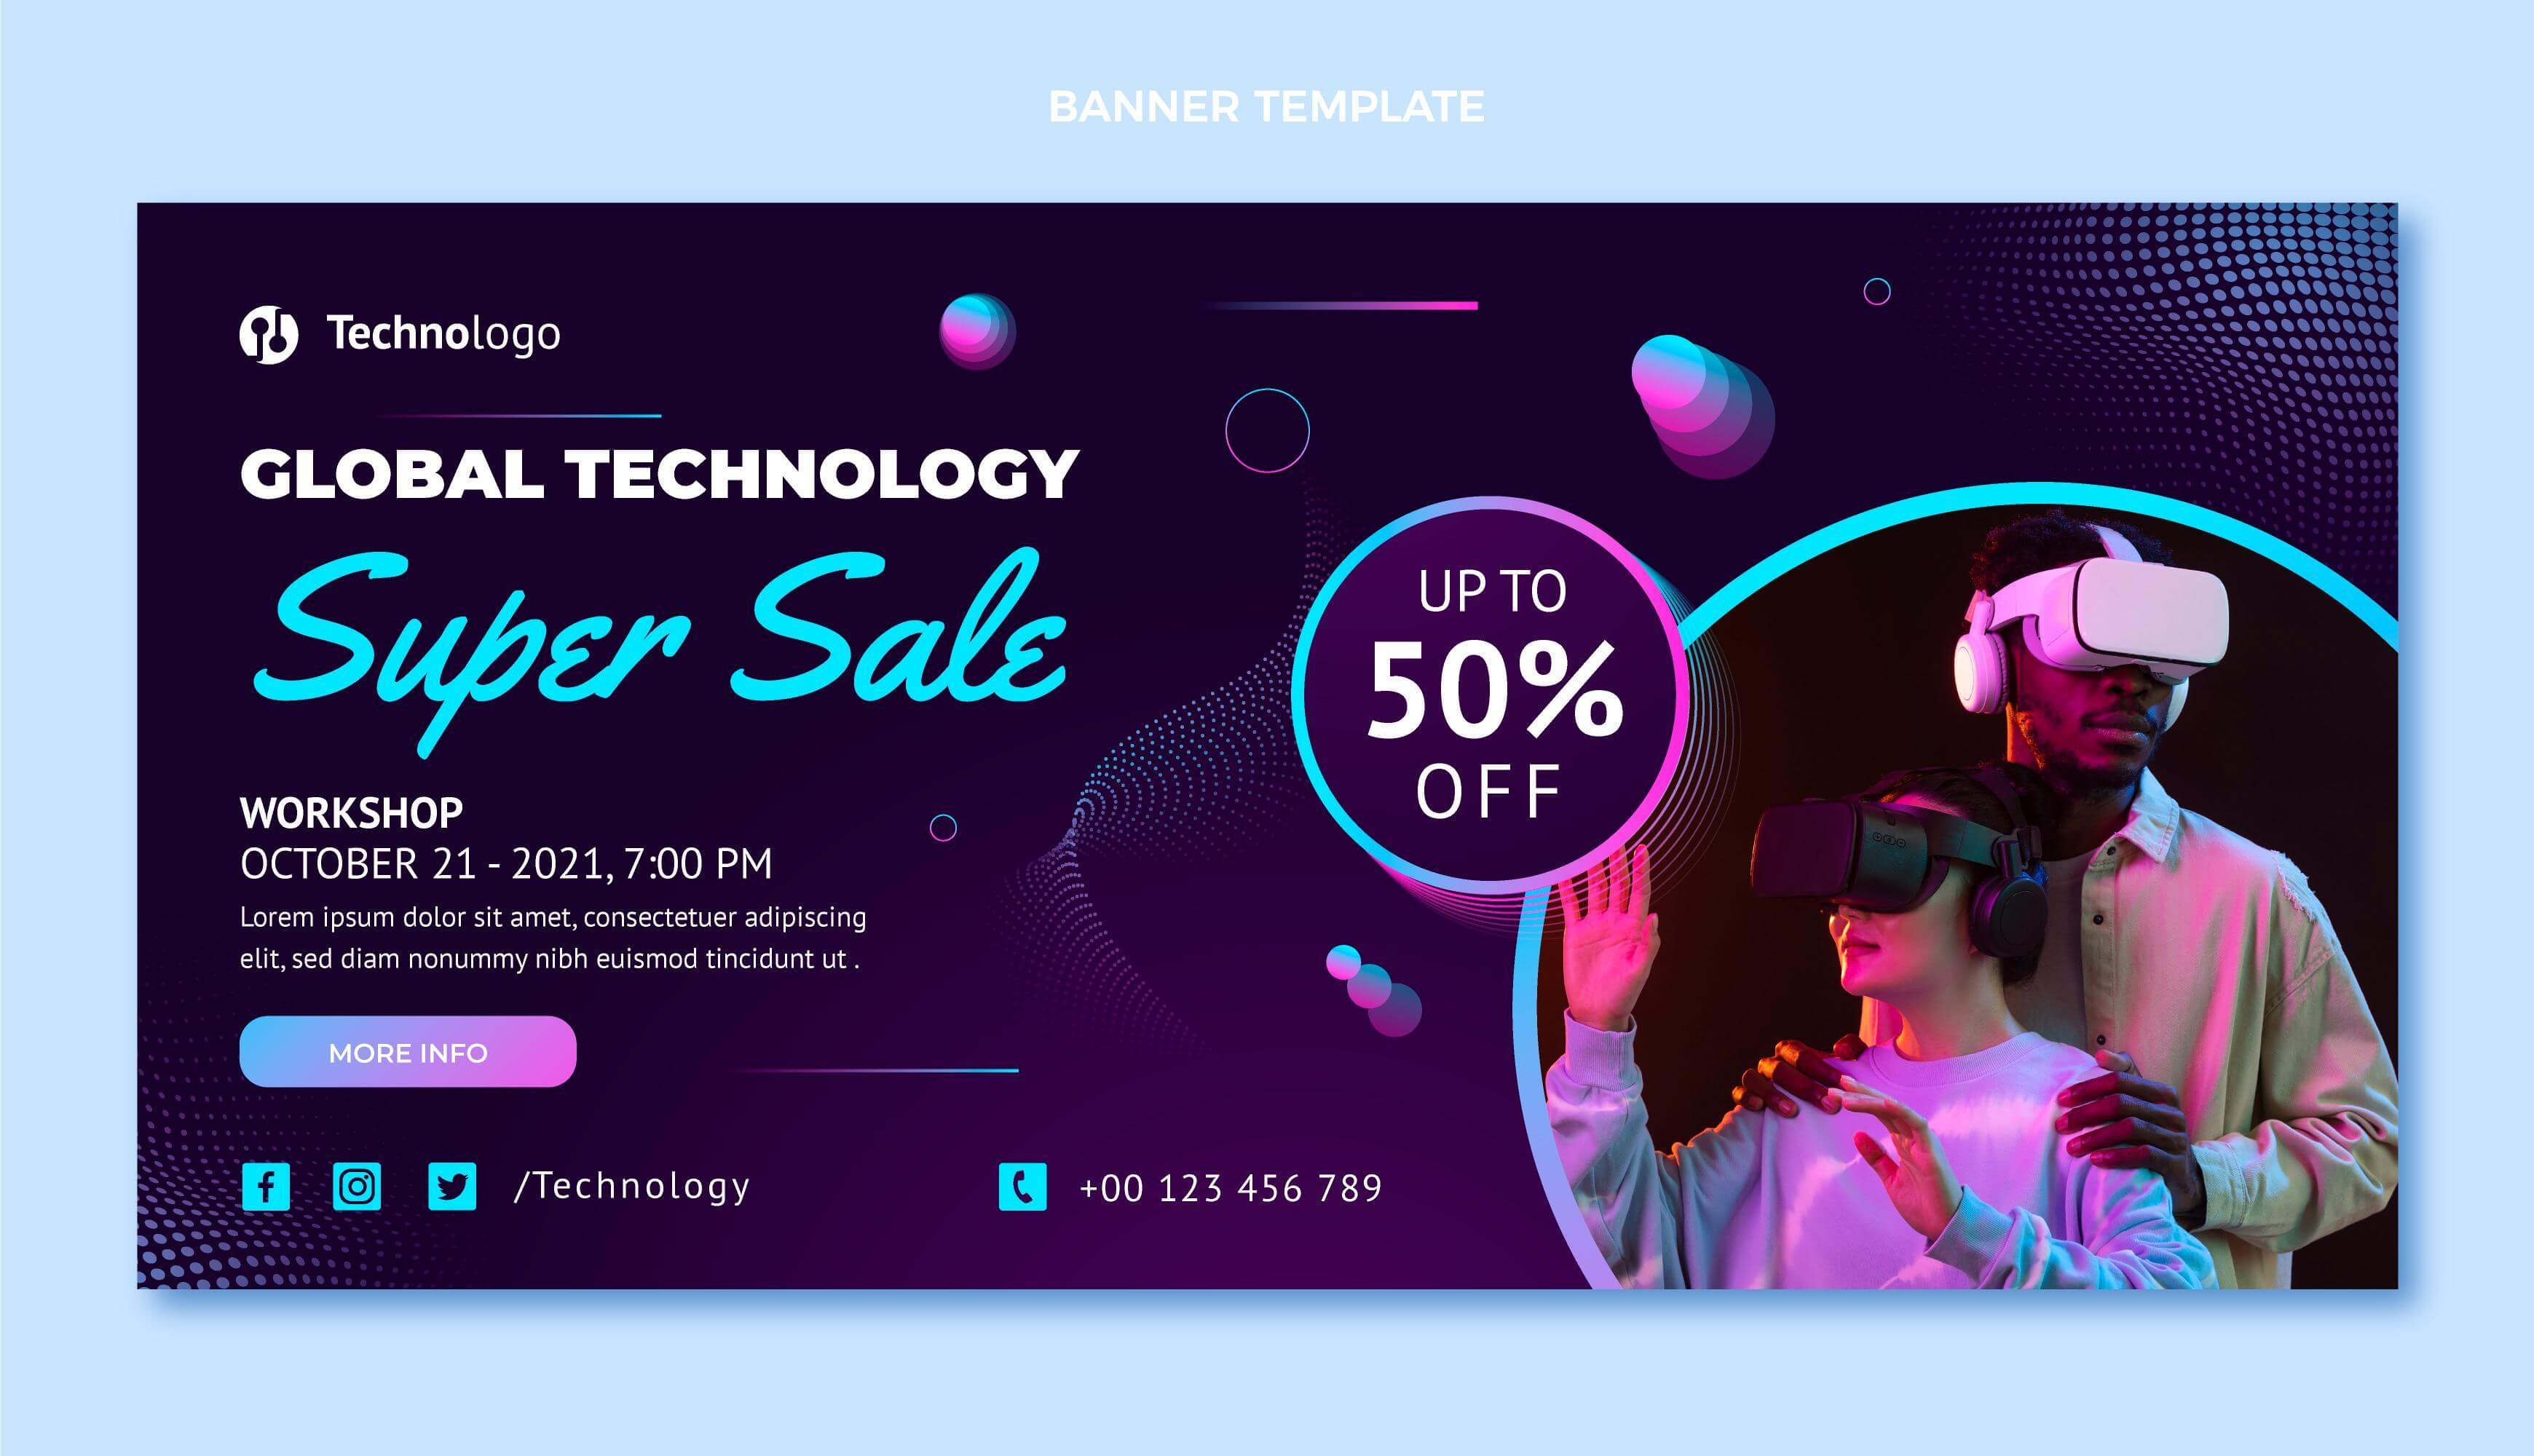 BANNER TEMPLATE
Technologo
GLOBAL TECHNOLOGY
Super Sale
UP TO
50%
OFF
WORKSHOP
OCTOBER 21 - 2021, 7:00 PM
Lorem ipsum dolor sit amet, consectetuer adipiscing
elit, sed diam nonummy nibh euismod tincidunt ut .
MORE INFO
/Technology
+00 123 456 789